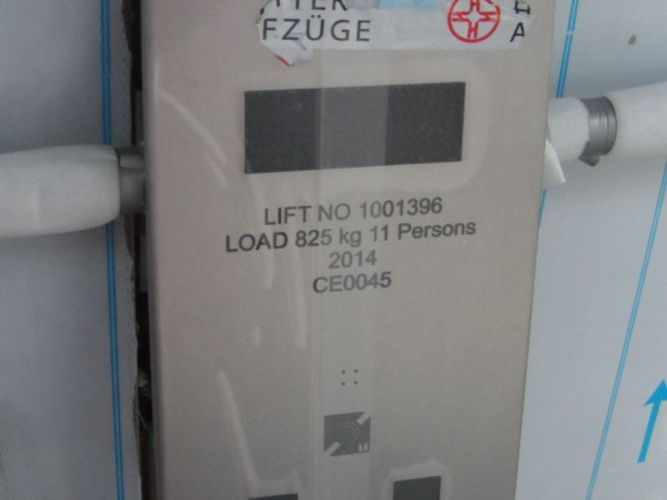 FZÜGE
A
LIFT NO 1001396
LOAD 825 kg 11 Persons
2014
CE0045